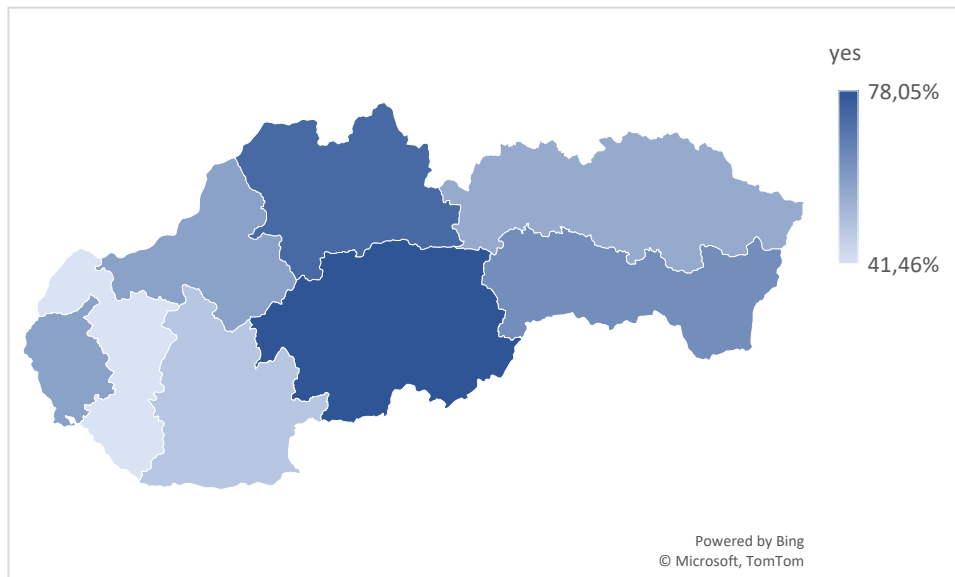 yes
78,05%
41,46%
Powered by Bing
© Microsoft, TomTom